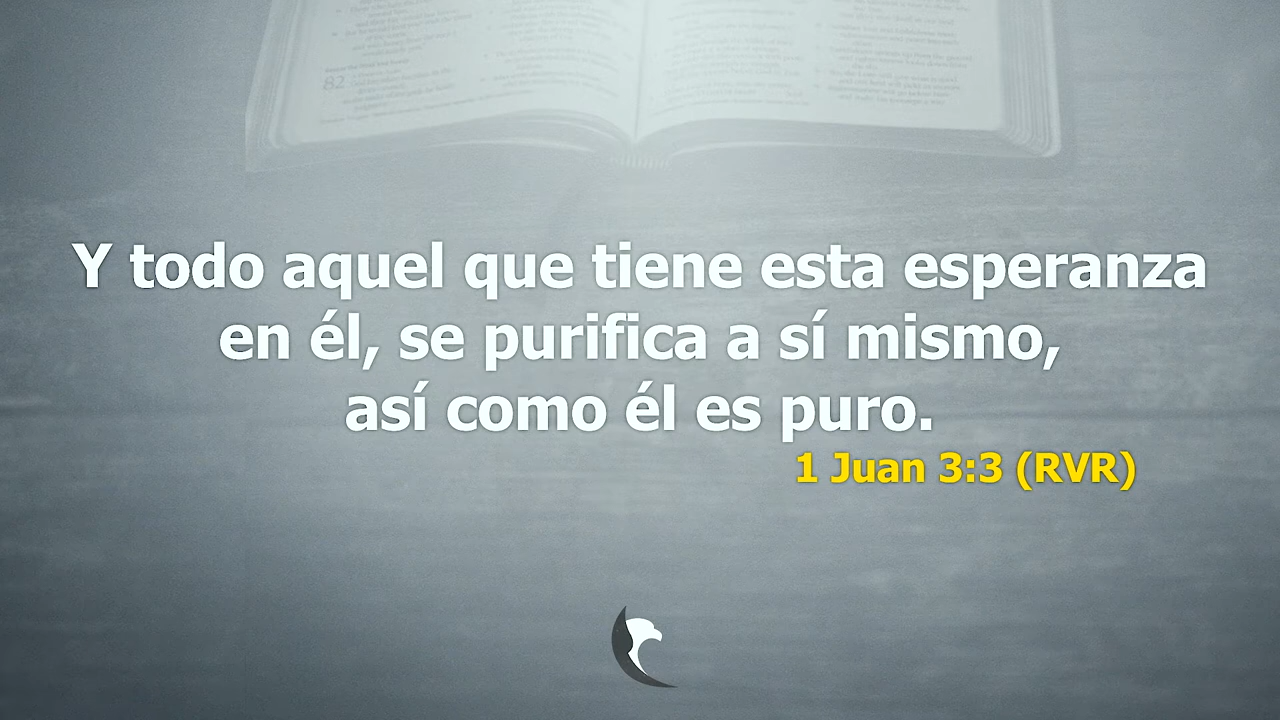 Y todo aquel que tiene esta esperanza
en él, se purifica a sí mismo,
así como él es puro.
1 Juan 3:3 (RVR)